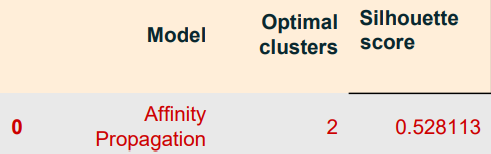 Model Optimal clusters Silhouette score
0 Affinity Propagation 2 0.528113